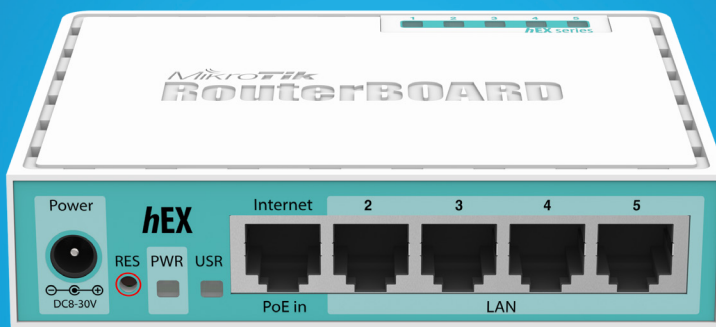 1 2 3 4 5
hEX series
MikroTik
RouterBOARD
Power
hEX
Internet 2 3 4 5
RES PWR USR
DC8-30V
PoE in
LAN